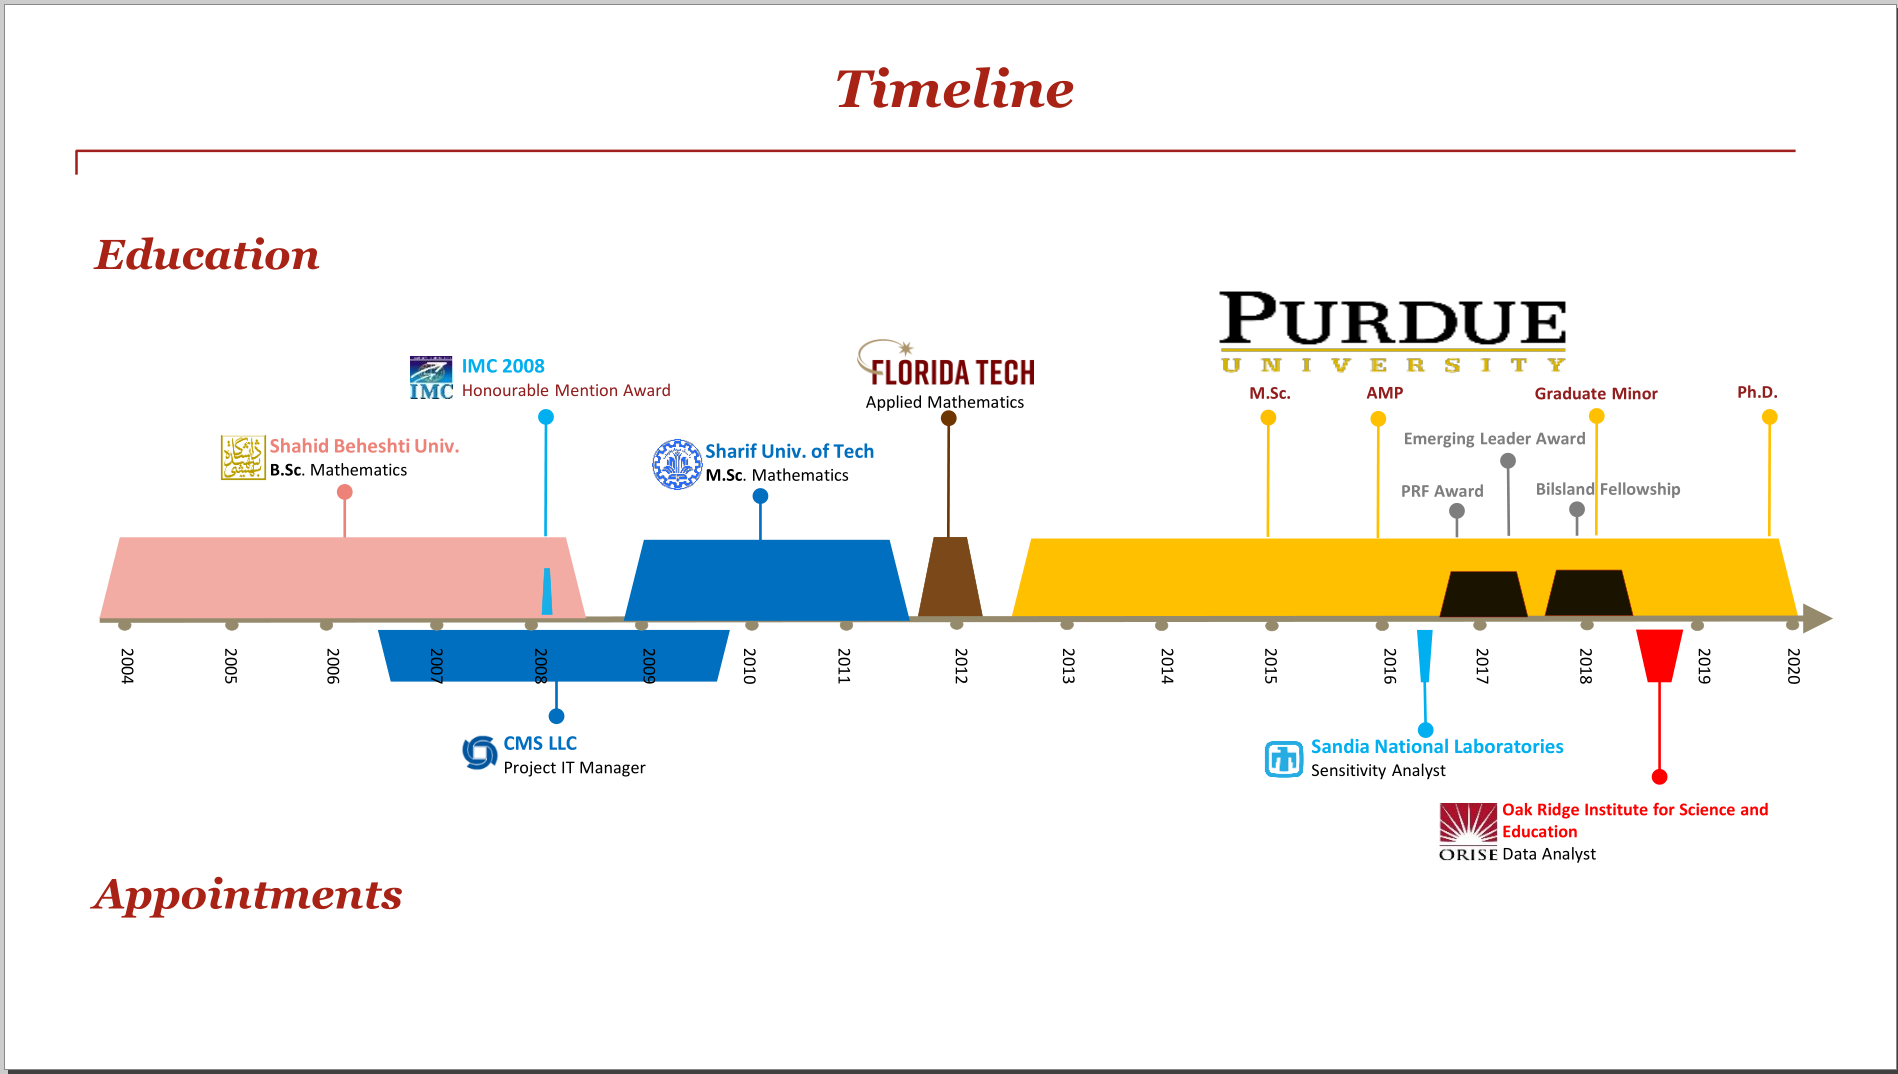 Timeline
Education
PURDUE
UNIVERSITY
FLORIDA TECH
Applied Mathematics
IMC
IMC 2008
Honourable Mention Award
M.Sc.
AMP
Graduate Minor
Ph.D.
Emerging Leader Award
Shahid Beheshti Univ.
B.Sc. Mathematics
Sharif Univ. of Tech
M.Sc. Mathematics
PRF Award
Bilsland Fellowship
2004
2005
2006
2007
2008
2009
2010
2011
2012
2013
2014
2015
2016
2017
2018
2019
2020
CMS LLC
Project IT Manager
Sandia National Laboratories
Sensitivity Analyst
Oak Ridge Institute for Science and
Education
ORISE
Data Analyst
Appointments